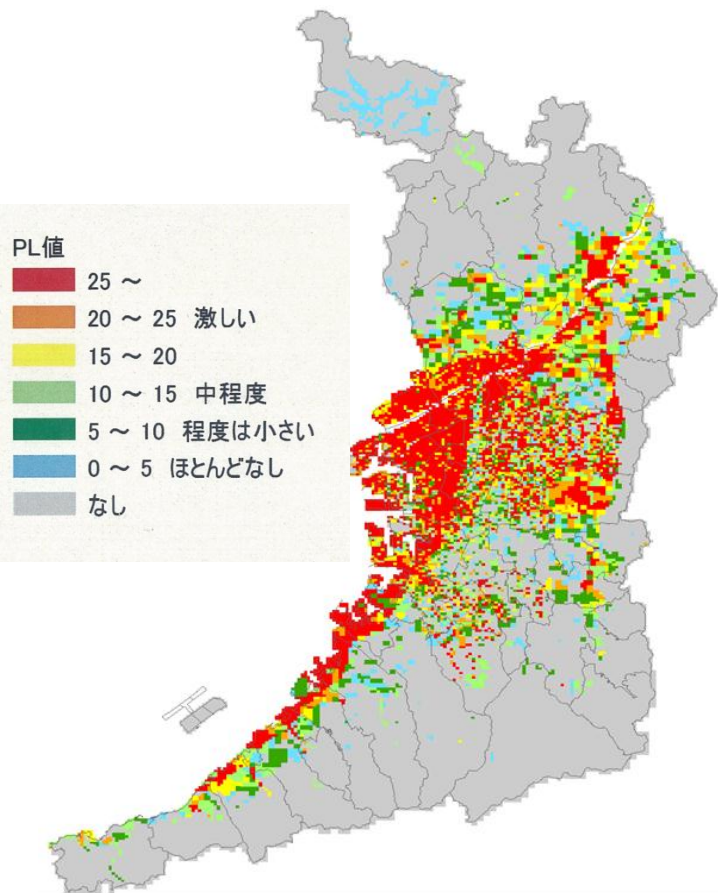 PL値
25 ～
20 ～ 25 激しい
15 ～ 20
10 ～ 15 中程度
5 ～ 10 程度は小さい
0 ～ 5 ほとんどなし
なし